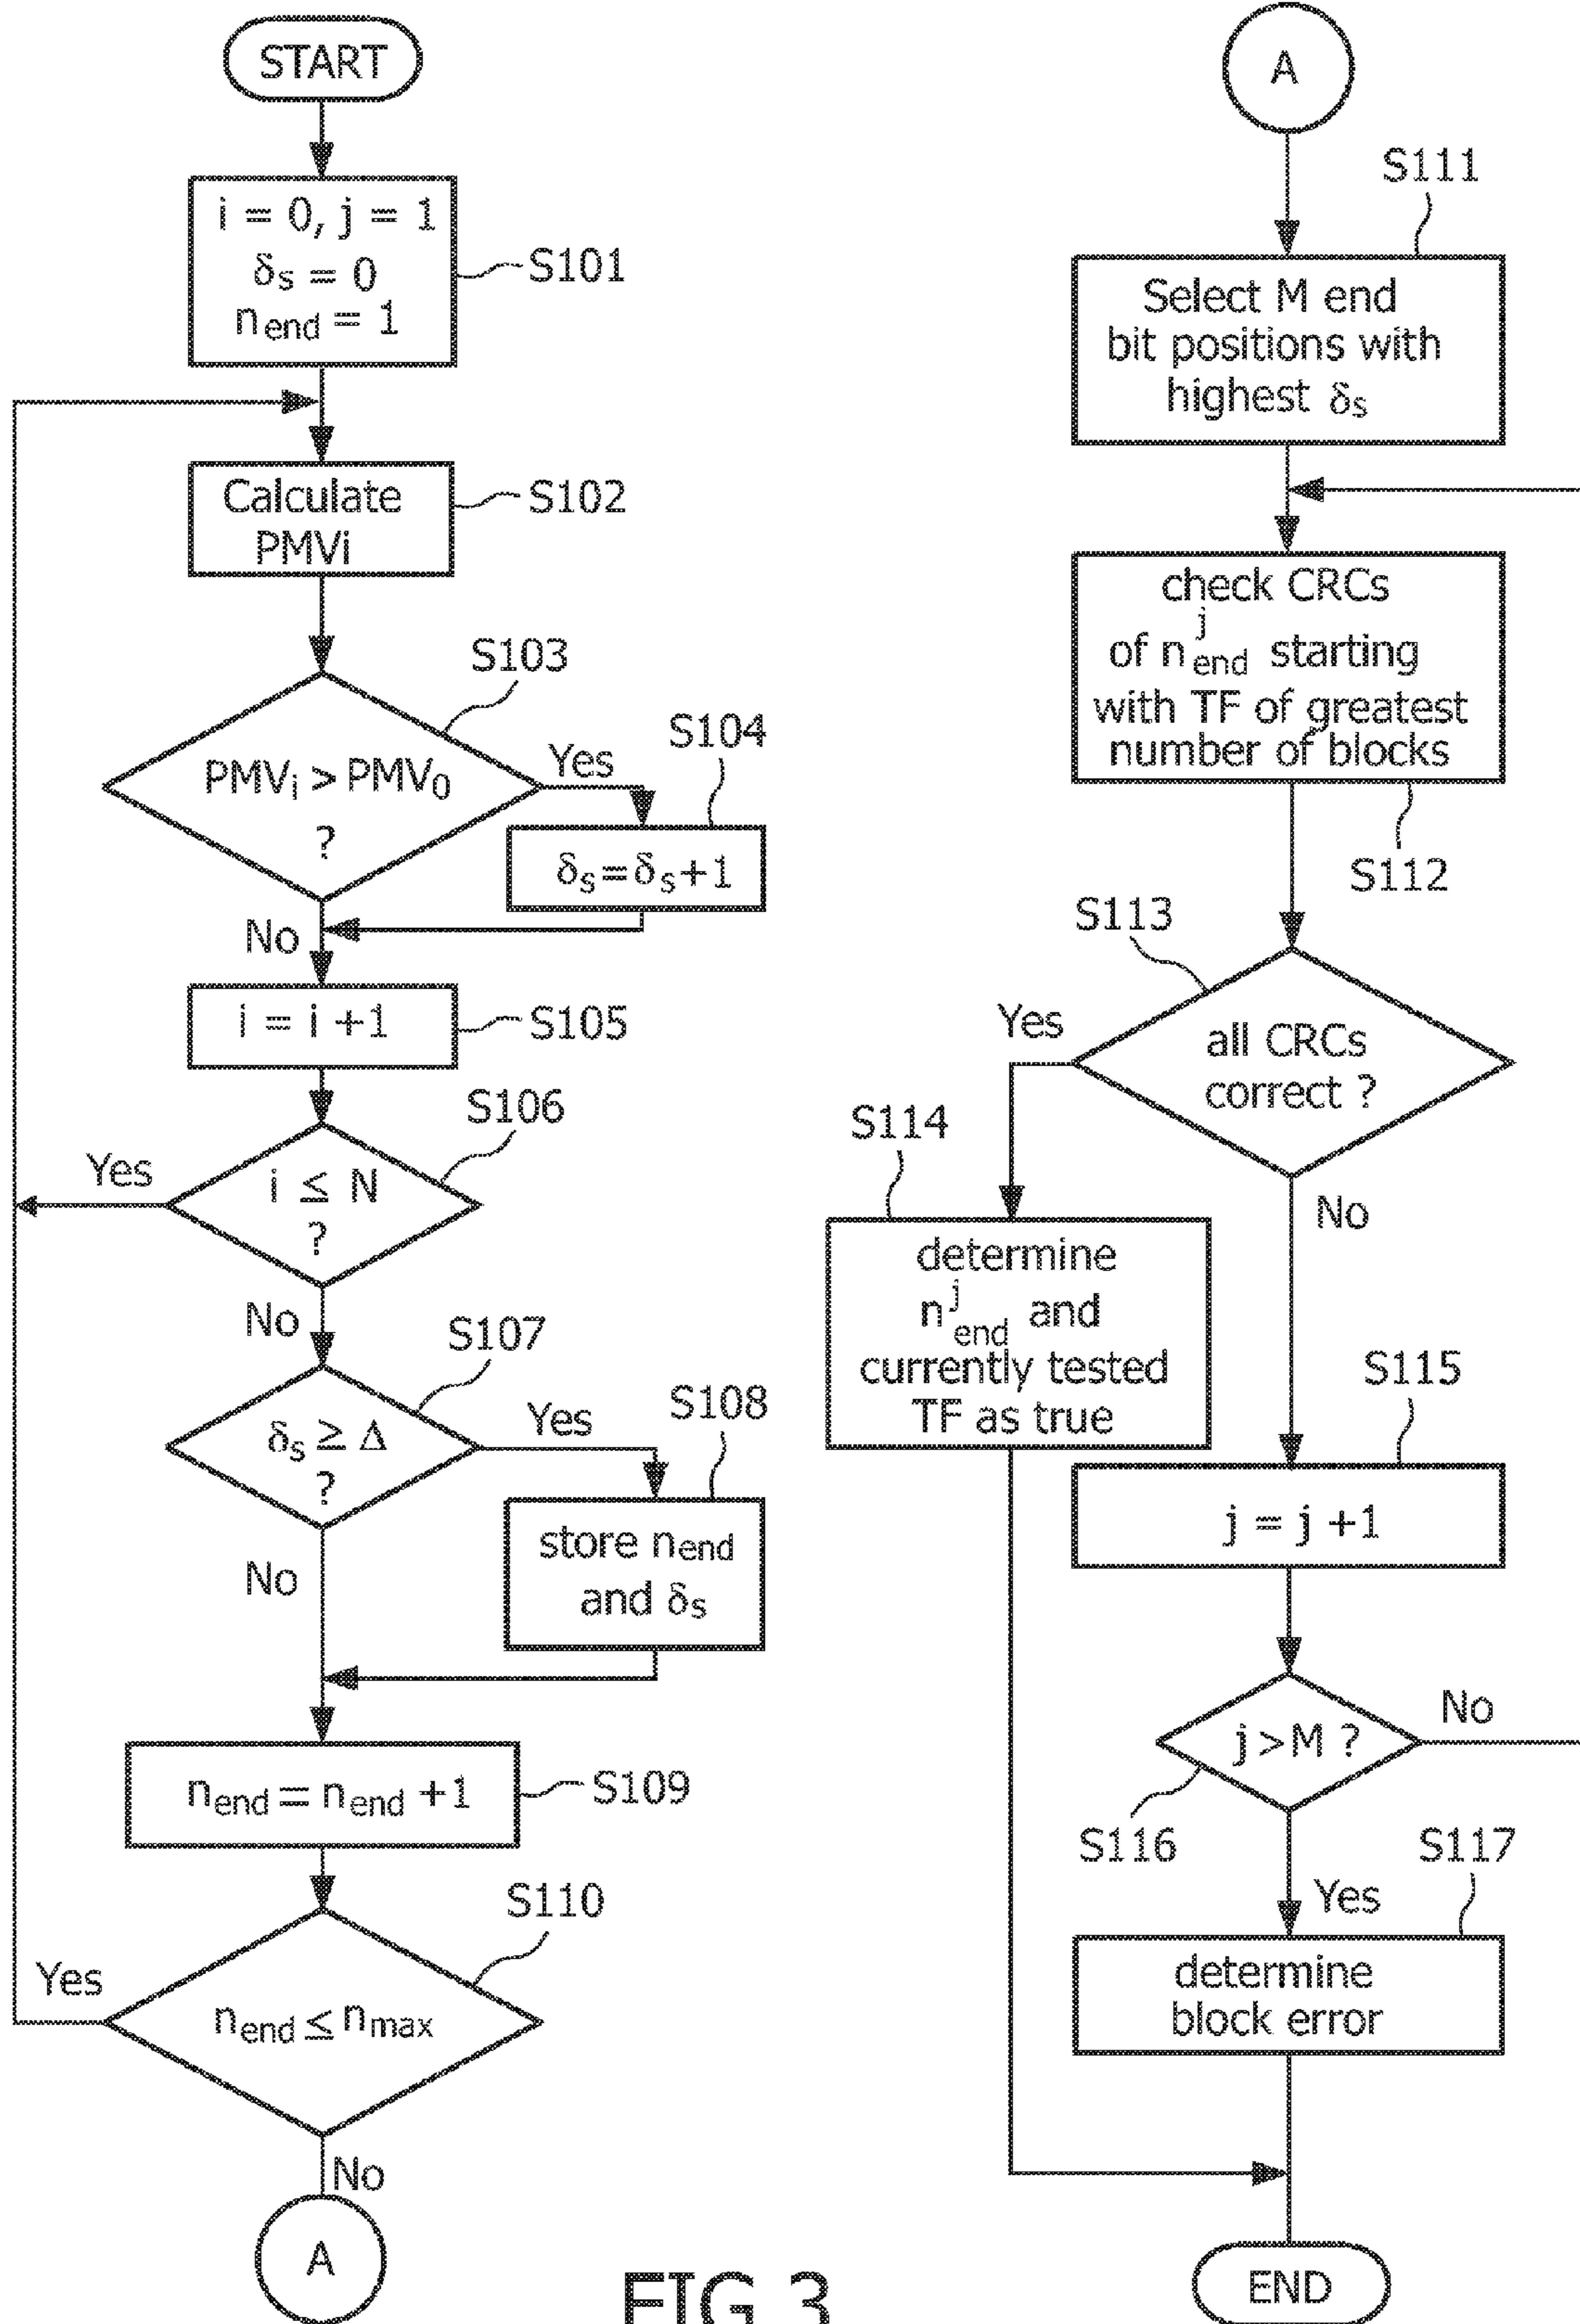 START
i = 0, j = 1
δs = 0
nend = 1
S101
Calculate
PMVi
S102
S103
PMVi > PMV0
?
Yes
S104
δs = δs +1
No
i = i +1
S105
S106
Yes
i ≤ N
?
No
S107
δs ≥ Δ
?
Yes
S108
store nend
and δs
No
nend = nend +1
S109
S110
Yes
nend ≤ nmax
No
A
A
S111
Select M end
bit positions with
highest δs
check CRCs
of n^j_end starting
with TF of greatest
number of blocks
S112
S113
Yes
all CRCs
correct ?
S114
No
determine
n^j_end and
currently tested
TF as true
S115
j = j +1
j > M ?
No
S116
S117
Yes
determine
block error
END
FIG 3